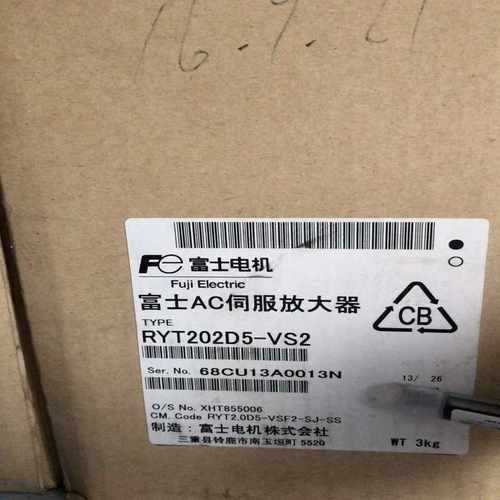 16.9.21
Fe 富士电机
Fuji Electric
富士AC伺服放大器
TYPE
RYT202D5-VS2
Ser. No. 68CU13A0013N
13/ 26
O/S No. XHT855006
CM. Code RYT2.0D5-VSF2-SJ-SS
制造：富士电机株式会社
三重县铃鹿市南玉垣町 5520
WT 3kg
CB